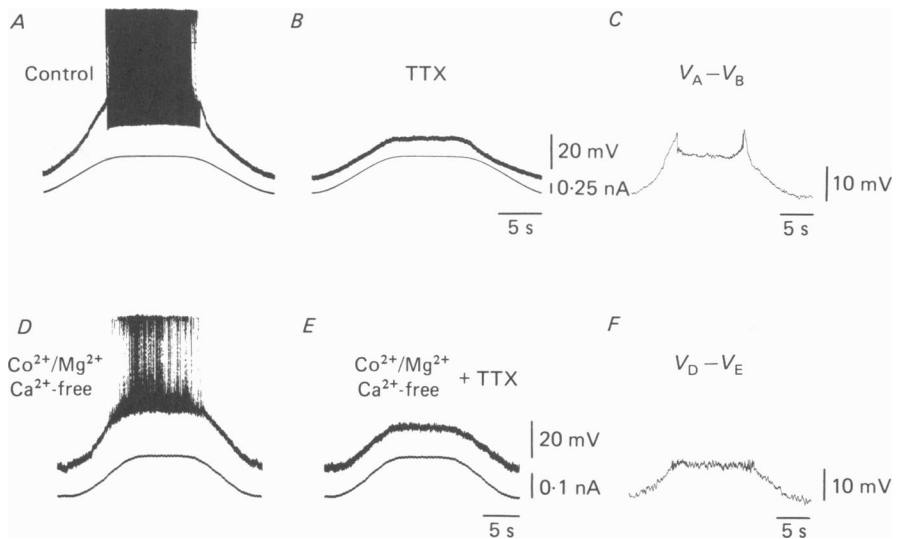 A
B
C
Control
TTX
V_A–V_B
20 mV
0·25 nA
10 mV
5 s
5 s
D
E
F
Co²⁺/Mg²⁺
Ca²⁺-free
Co²⁺/Mg²⁺
Ca²⁺-free
+ TTX
V_D–V_E
20 mV
0·1 nA
10 mV
5 s
5 s